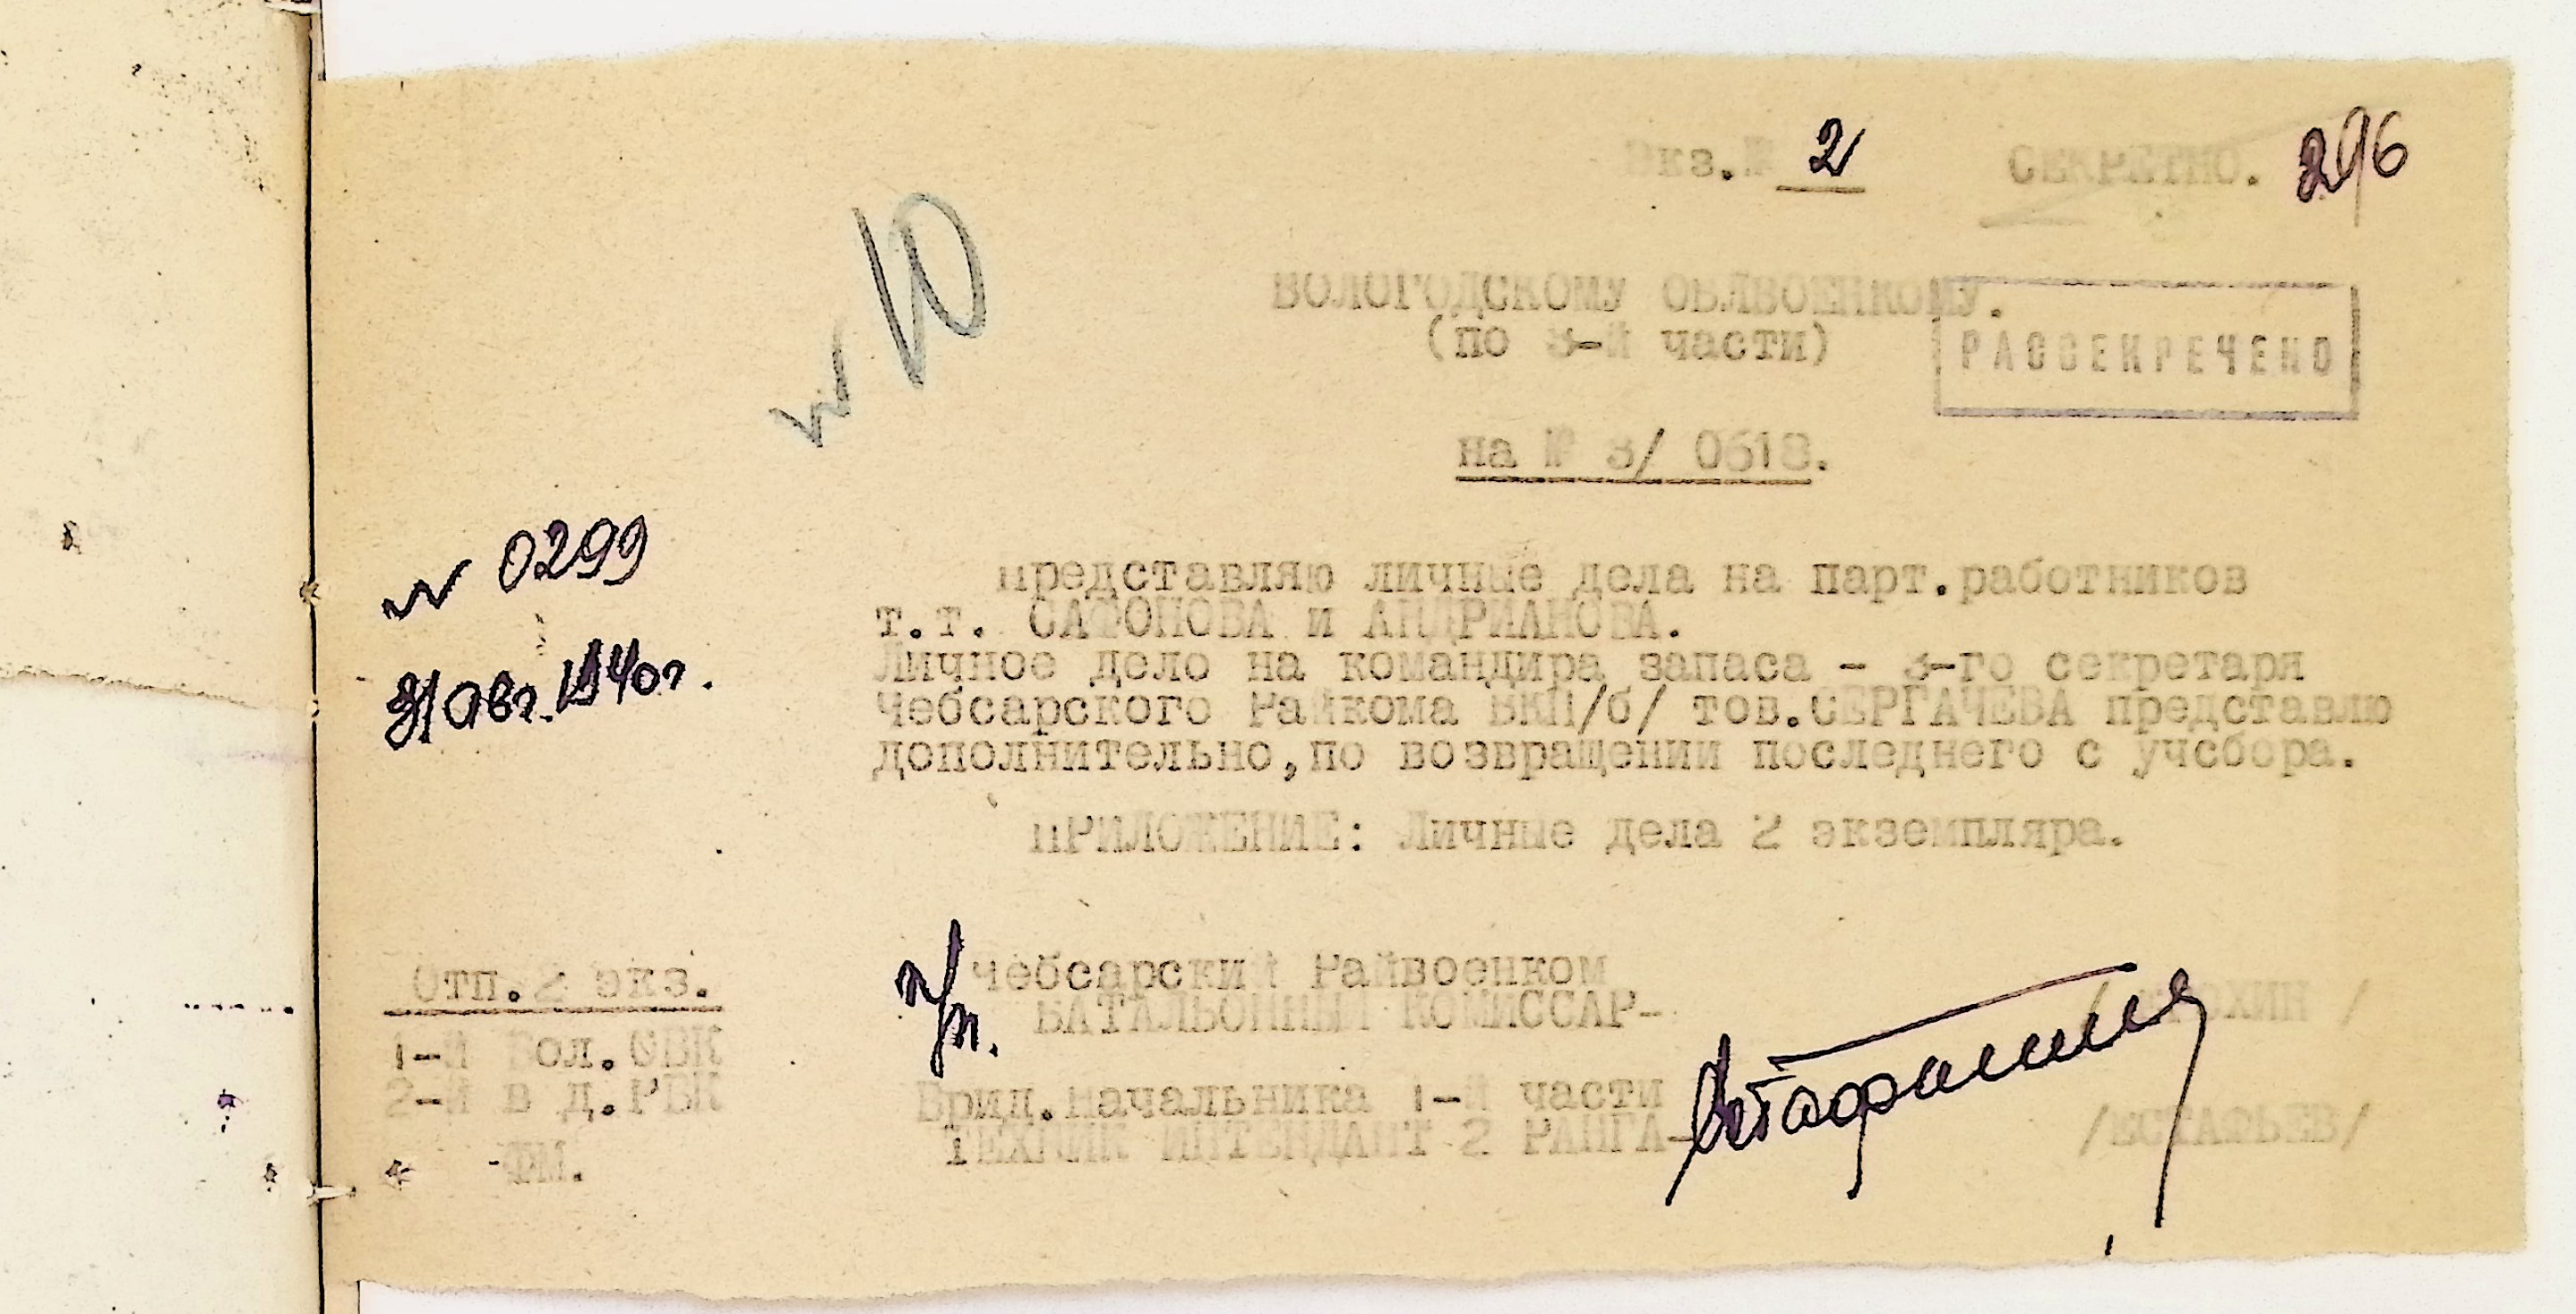 Экз.№ 2 СЕКРЕТНО. 296
ВОЛОГОДСКОМУ ОБЛВОЕНКОМУ.
(по 3-й части)
РАССЕКРЕЧЕНО
на № 3/ 0618.
№ 0299
31/Авг. 1940г.
Представляю личные дела на парт.работников
т.т. САФОНОВА и АНДРИАНОВА.
Личное дело на командира запаса - 3-го секретаря
Чебсарского Райкома ВКП/б/ тов.СЕРГАЧЕВА представлю
дополнительно,по возвращении последнего с учсбора.
ПРИЛОЖЕНИЕ: Личные дела 2 экземпляра.
Отп.2 экз.
1-й Вол.ОВК
2-й в д.РВК
ФМ.
п/п. Чебсарский Райвоенком
БАТАЛЬОННЫЙ КОМИССАР-
Врид.начальника 1-й части
ТЕХНИК ИНТЕНДАНТ 2 РАНГА- /ЕСТАФЬЕВ/